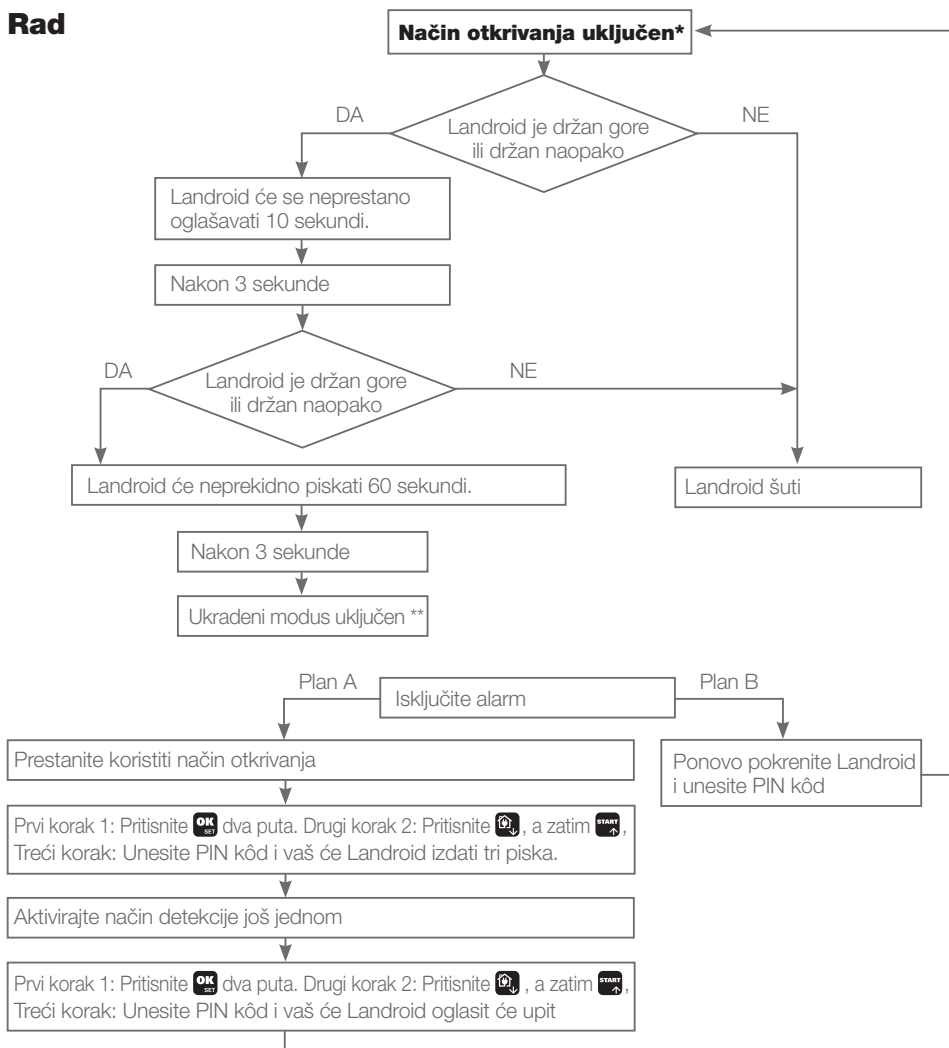 Rad
Način otkrivanja uključen*
DA
NE
Landroid je držan gore
ili držan naopako
Landroid će se neprestano
oglašavati 10 sekundi.
Nakon 3 sekunde
DA
NE
Landroid je držan gore
ili držan naopako
Landroid će neprekidno piskati 60 sekundi.
Landroid šuti
Nakon 3 sekunde
Ukradeni modus uključen **
Plan A
Isključite alarm
Plan B
Prestanite koristiti način otkrivanja
Ponovo pokrenite Landroid
i unesite PIN kôd
Prvi korak 1: Pritisnite OK SET dva puta. Drugi korak 2: Pritisnite , a zatim START ,
Treći korak: Unesite PIN kôd i vaš će Landroid izdati tri piska.
Aktivirajte način detekcije još jednom
Prvi korak 1: Pritisnite OK SET dva puta. Drugi korak 2: Pritisnite , a zatim START ,
Treći korak: Unesite PIN kôd i vaš će Landroid oglasit će upit